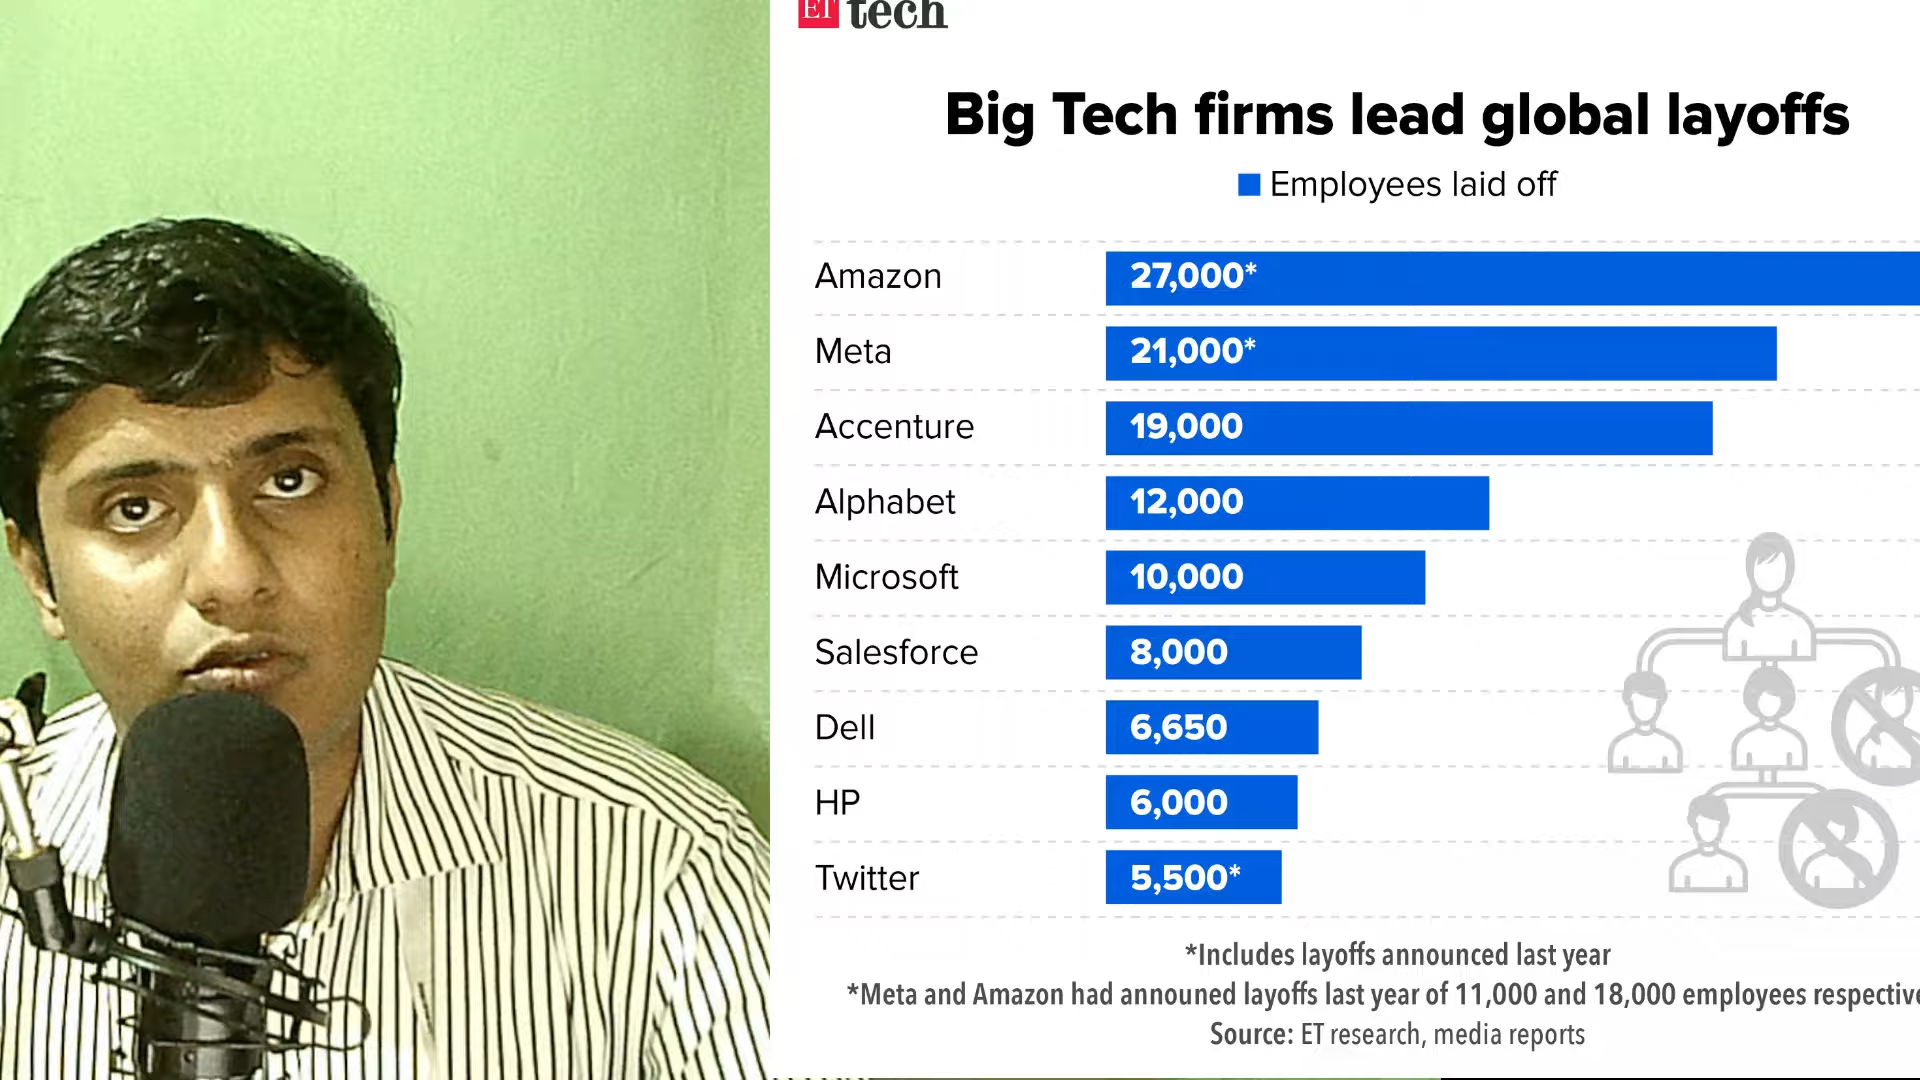 ET tech
Big Tech firms lead global layoffs
Employees laid off
Amazon 27,000*
Meta 21,000*
Accenture 19,000
Alphabet 12,000
Microsoft 10,000
Salesforce 8,000
Dell 6,650
HP 6,000
Twitter 5,500*
*Includes layoffs announced last year
*Meta and Amazon had announed layoffs last year of 11,000 and 18,000 employees respective
Source: ET research, media reports